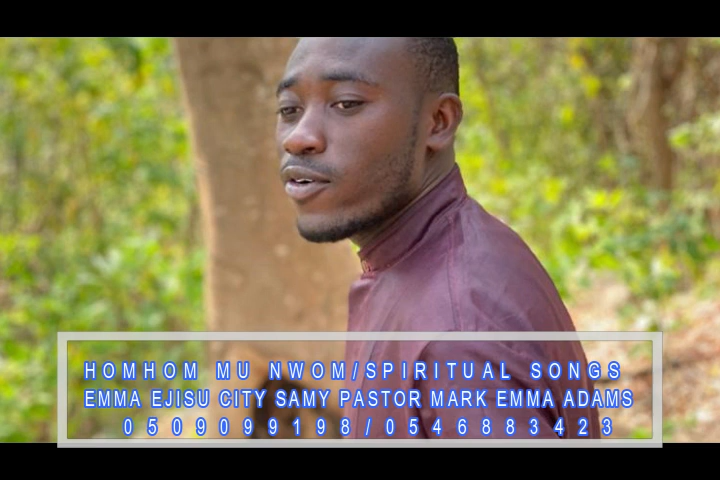 HOMHOM MU NWOM/SPIRITUAL SONGS
EMMA EJISU CITY SAMY PASTOR MARK EMMA ADAMS
0509099198/0546883423